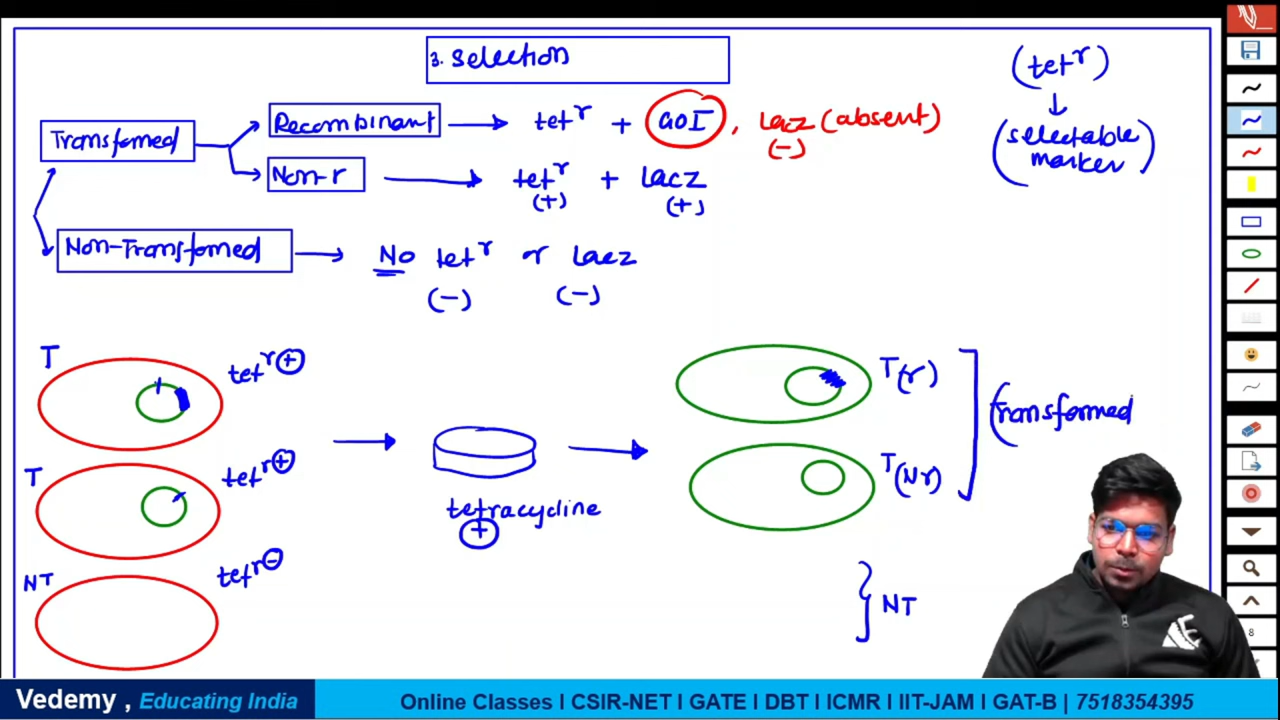 3. Selection
(tetʳ)
(selectable
marker)
Transformed
Recombinant
tetʳ + GOI, lacz (absent)
(-)
Non-r
tetʳ + lacz
(+) (+)
Non-Transformed
No tetʳ or lacz
(-) (-)
T
tetʳ⊕
T
tetʳ⊕
NT
tetʳ⊖
tetracycline
+
T(r)
T(Nr)
(transformed
NT
8
Vedemy , Educating India
Online Classes I CSIR-NET I GATE I DBT I ICMR I IIT-JAM I GAT-B | 7518354395